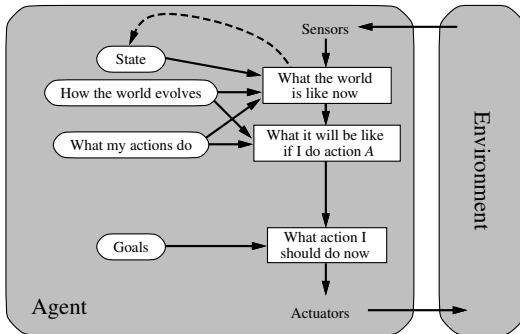 Sensors
State
What the world
is like now
How the world evolves
What it will be like
if I do action A
What my actions do
Environment
What action I
should do now
Goals
Agent
Actuators